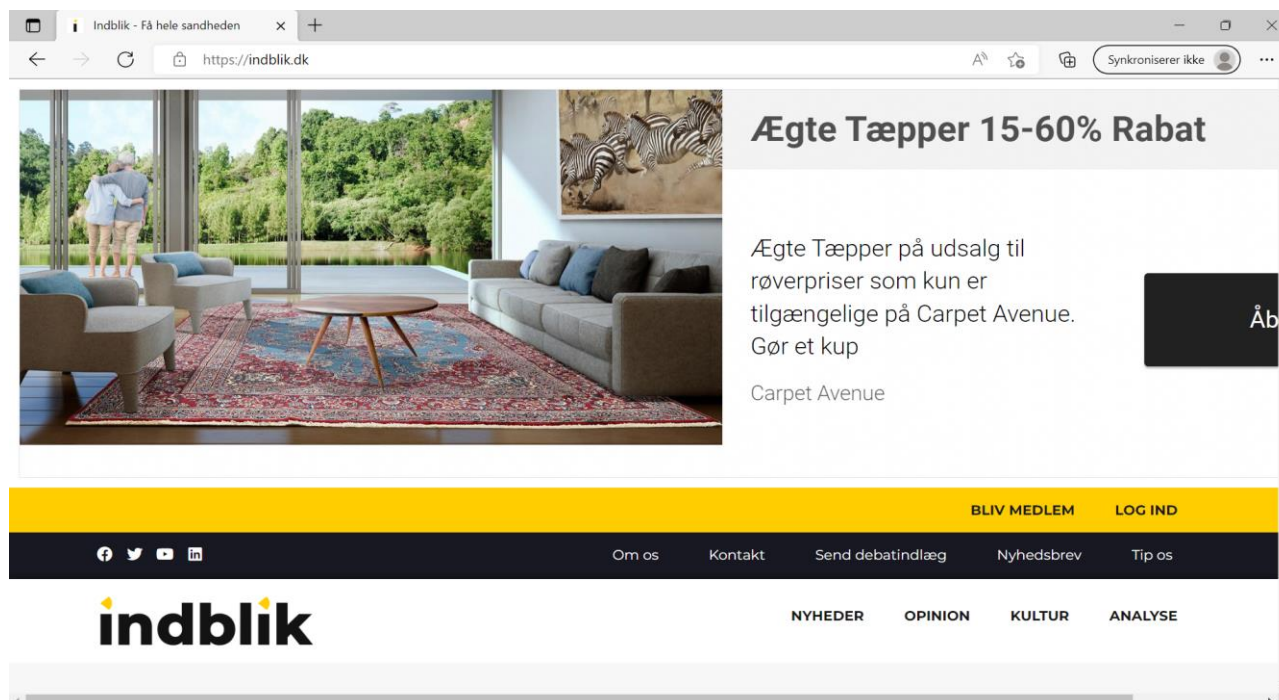 Indblik - Få hele sandheden
https://indblik.dk
Synkroniserer ikke
Ægte Tæpper 15-60% Rabat
Ægte Tæpper på udsalg til
røverpriser som kun er
tilgængelige på Carpet Avenue.
Gør et kup
Carpet Avenue
Åb
BLIV MEDLEM LOG IND
Om os Kontakt Send debatindlæg Nyhedsbrev Tip os
indblik
NYHEDER OPINION KULTUR ANALYSE